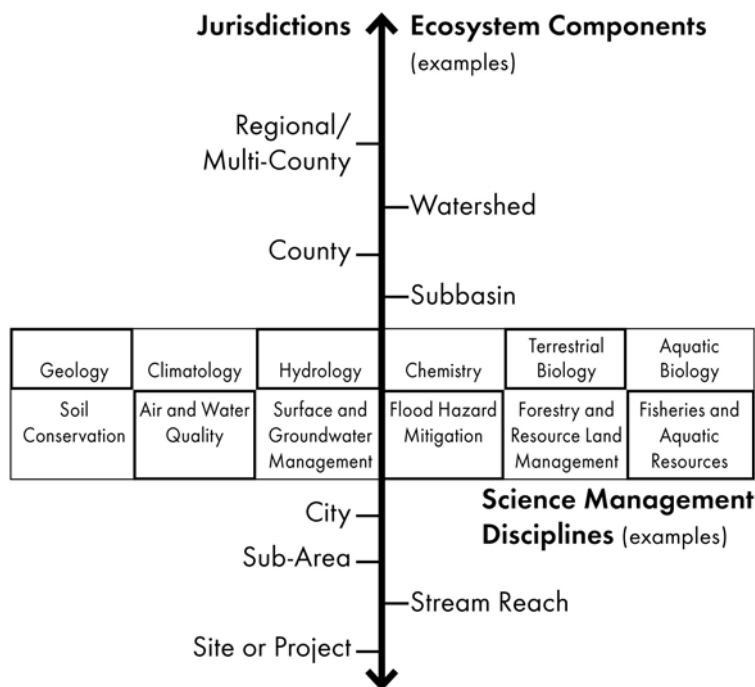 Jurisdictions
Ecosystem Components
(examples)
Regional/
Multi-County
Watershed
County
Subbasin
Geology
Climatology
Hydrology
Chemistry
Terrestrial
Biology
Aquatic
Biology
Soil
Conservation
Air and Water
Quality
Surface and
Groundwater
Management
Flood Hazard
Mitigation
Forestry and
Resource Land
Management
Fisheries and
Aquatic
Resources
Science Management
Disciplines (examples)
City
Sub-Area
Stream Reach
Site or Project